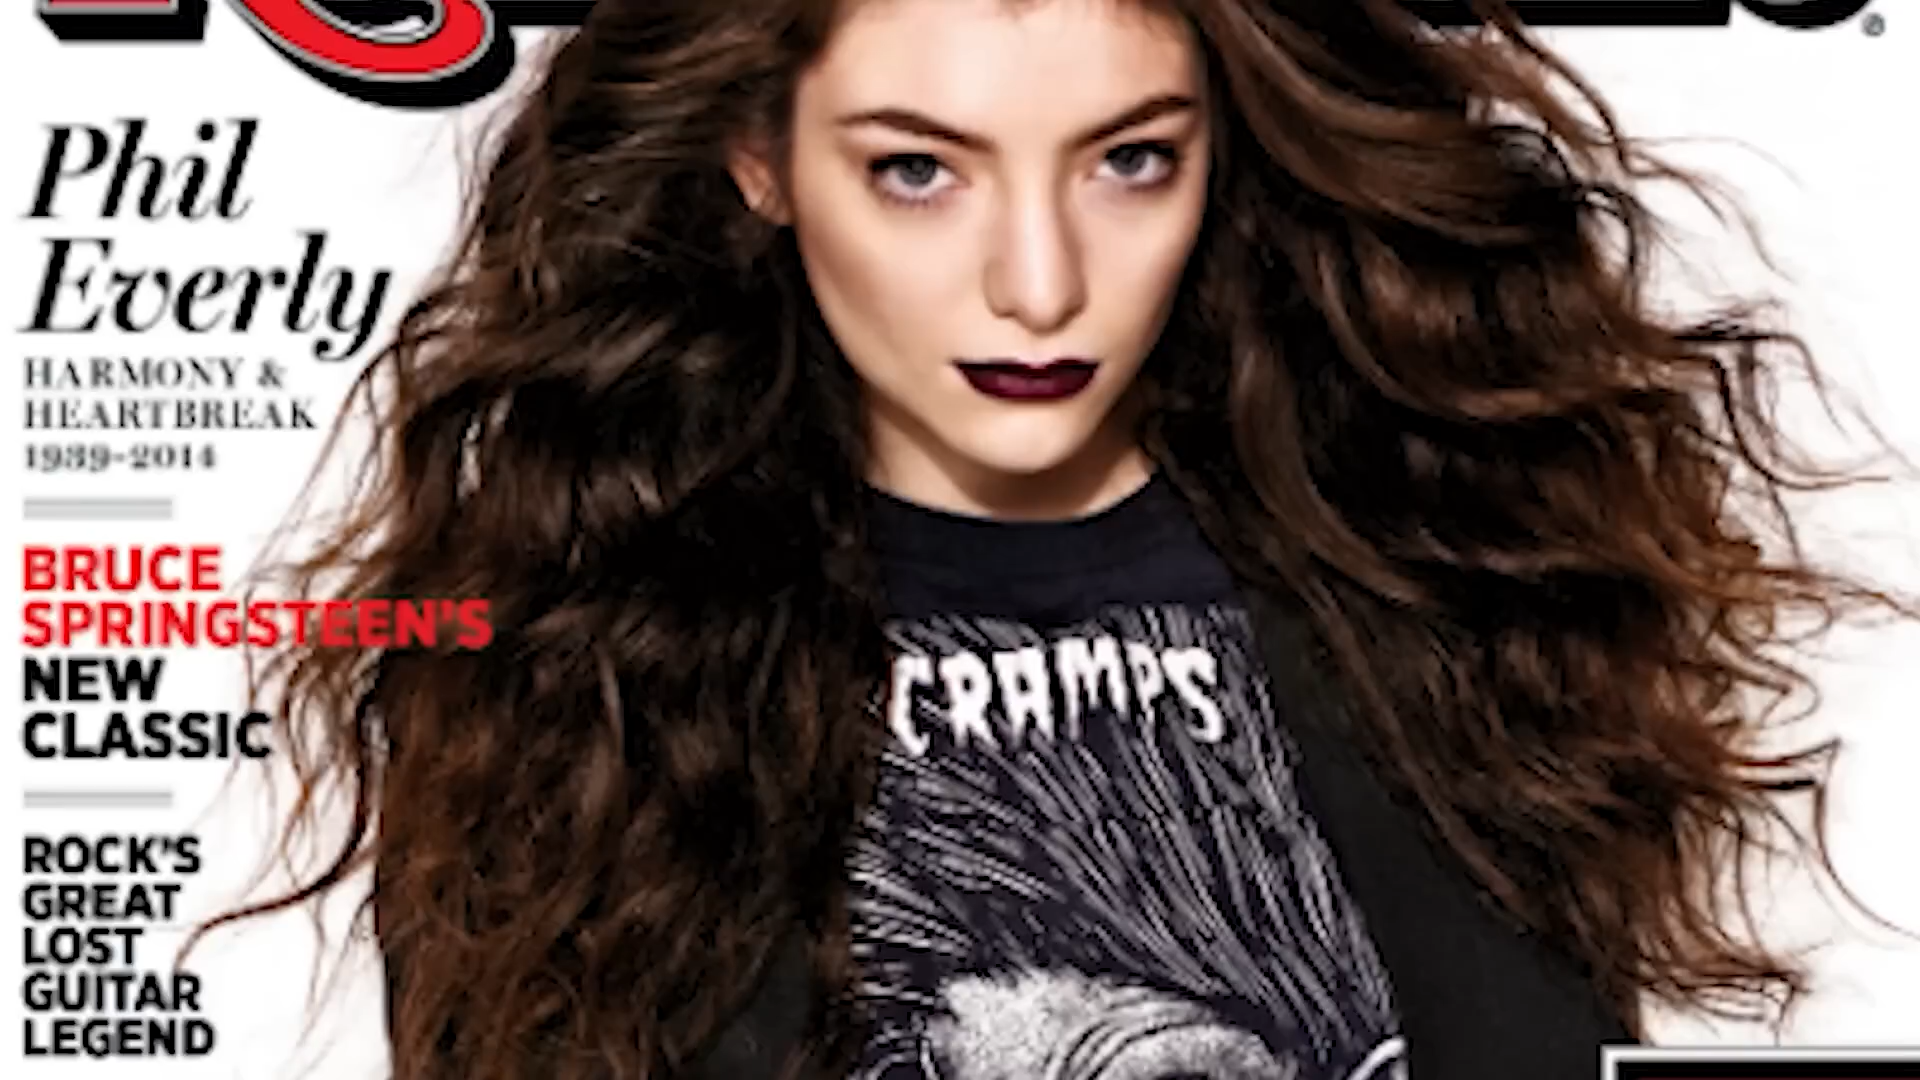 Phil
Everly
HARMONY &
HEARTBREAK
1939-2014
BRUCE
SPRINGSTEEN'S
NEW
CLASSIC
ROCK'S
GREAT
LOST
GUITAR
LEGEND
CRAMPS